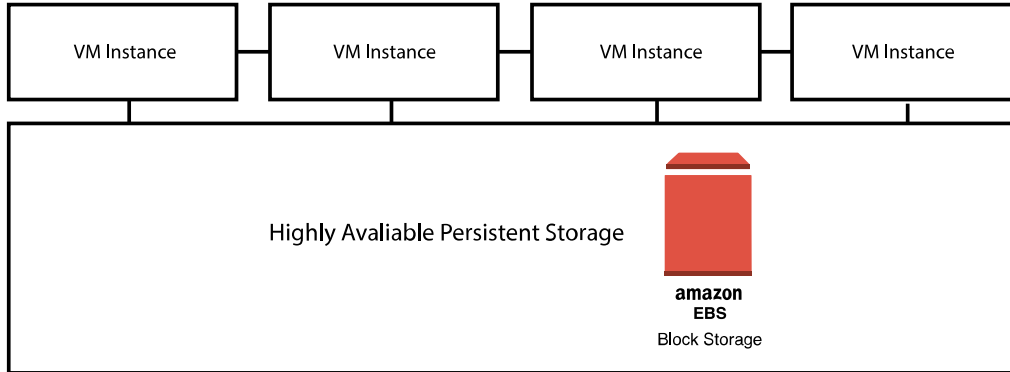 VM Instance
VM Instance
VM Instance
VM Instance
Highly Avaliable Persistent Storage
amazon
EBS
Block Storage